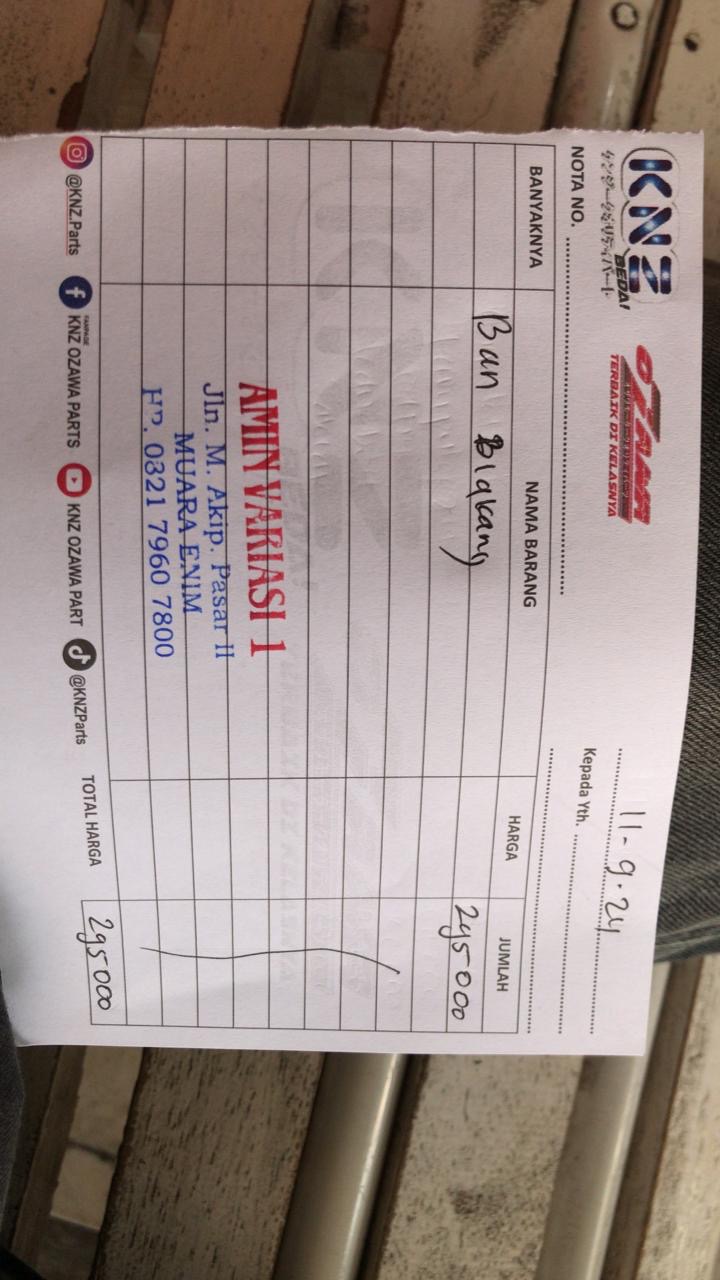 KNZ
BEDA!
OZAWA
TERBAIK DI KELASNYA
11-9-24
NOTA NO.
Kepada Yth.
BANYAKNYA NAMA BARANG HARGA JUMLAH
Ban Blakang 295000
AMIN VARIASI 1
Jln. M. Akip. Pasar II
MUARA ENIM
HP. 0821 7960 7800
TOTAL HARGA 295000
@KNZ.Parts FANPAGE KNZ OZAWA PARTS KNZ OZAWA PART @KNZParts